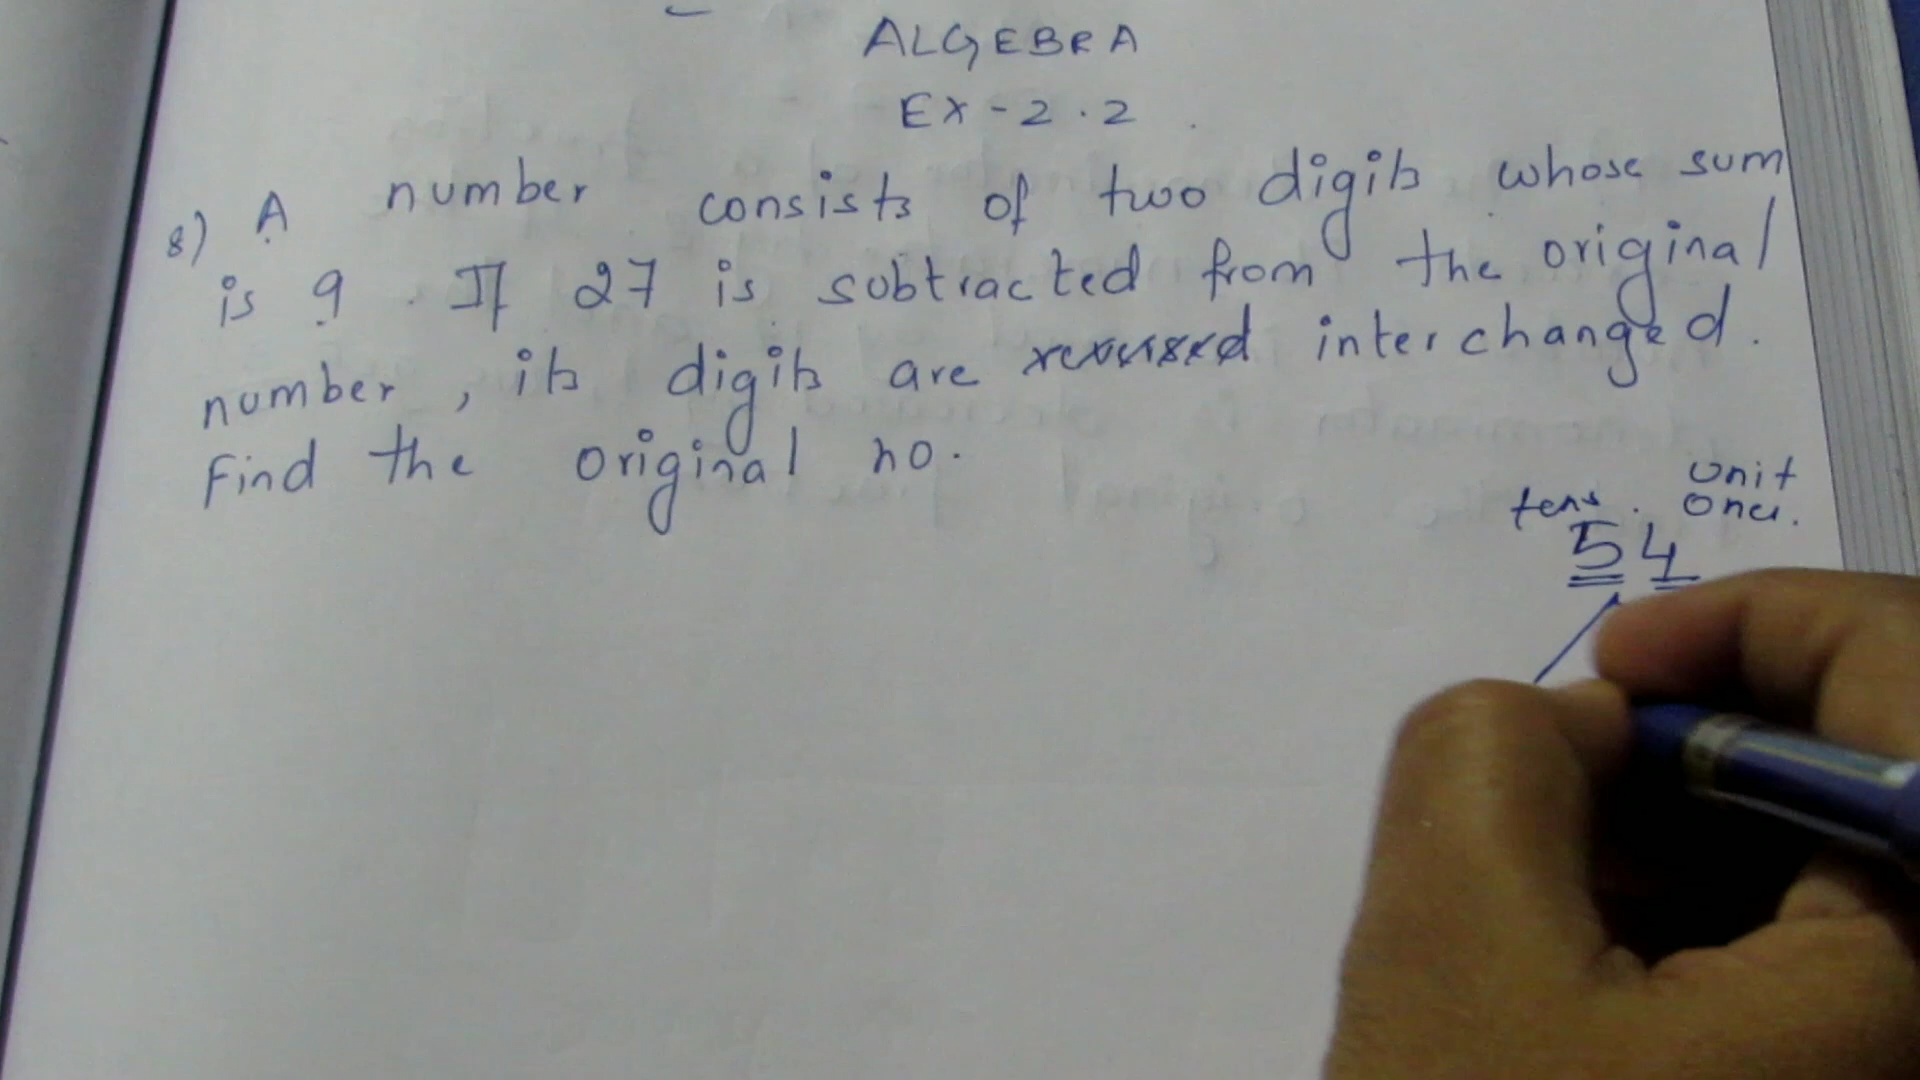 ALGEBRA
EX-2.2.
8) A number consists of two digits whose sum
is 9. If 27 is subtracted from the original
number, its digits are reversed interchanged.
Find the original no.
unit
tens. ones.
54